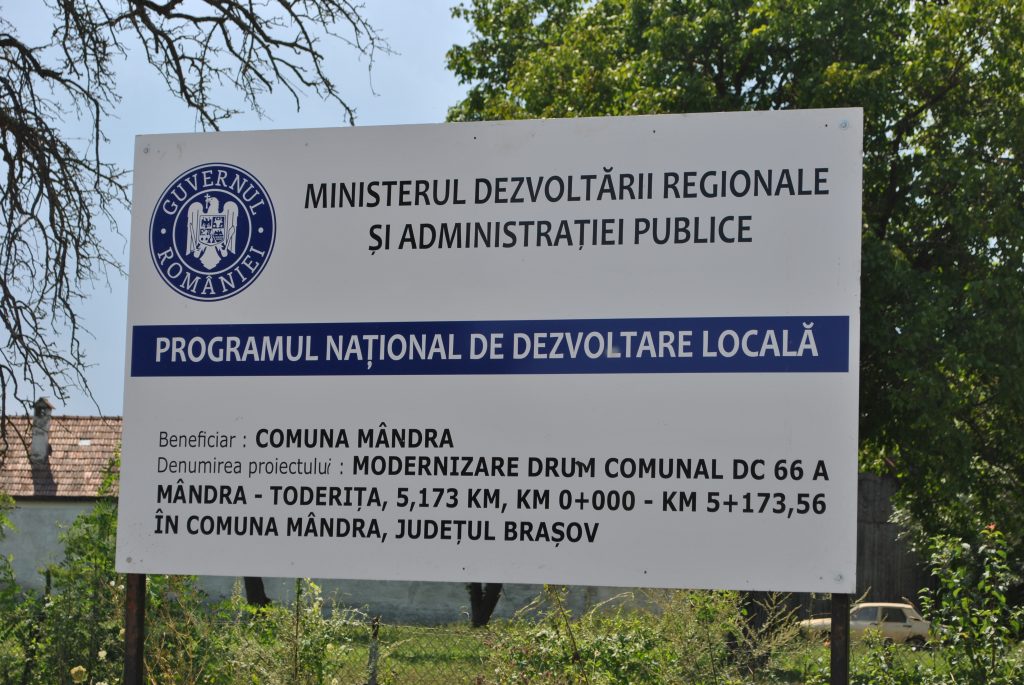 GUVERNUL ROMÂNIEI
MINISTERUL DEZVOLTĂRII REGIONALE
ȘI ADMINISTRAȚIEI PUBLICE
PROGRAMUL NAȚIONAL DE DEZVOLTARE LOCALĂ
Beneficiar : COMUNA MÂNDRA
Denumirea proiectului : MODERNIZARE DRUM COMUNAL DC 66 A
MÂNDRA - TODERIȚA, 5,173 KM, KM 0+000 - KM 5+173,56
ÎN COMUNA MÂNDRA, JUDEȚUL BRAȘOV